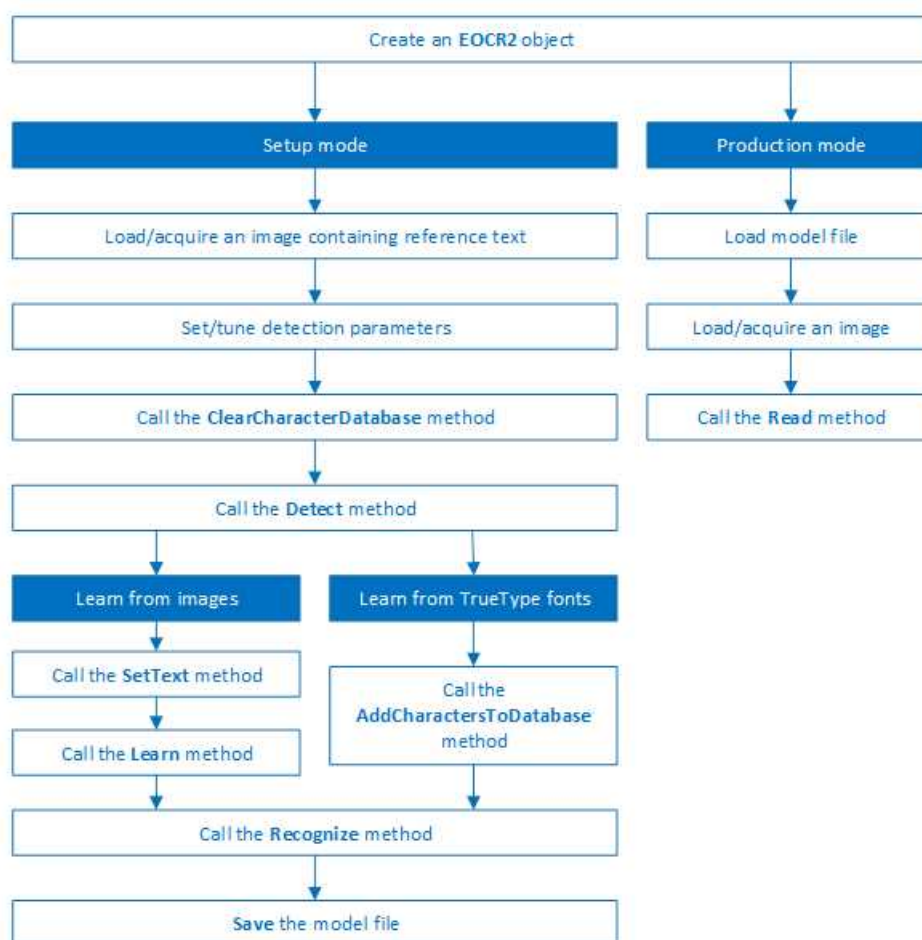 Create an EOCR2 object
Setup mode
Production mode
Load/acquire an image containing reference text
Load model file
Set/tune detection parameters
Load/acquire an image
Call the ClearCharacterDatabase method
Call the Read method
Call the Detect method
Learn from images
Learn from TrueType fonts
Call the SetText method
Call the
AddCharactersToDatabase
method
Call the Learn method
Call the Recognize method
Save the model file